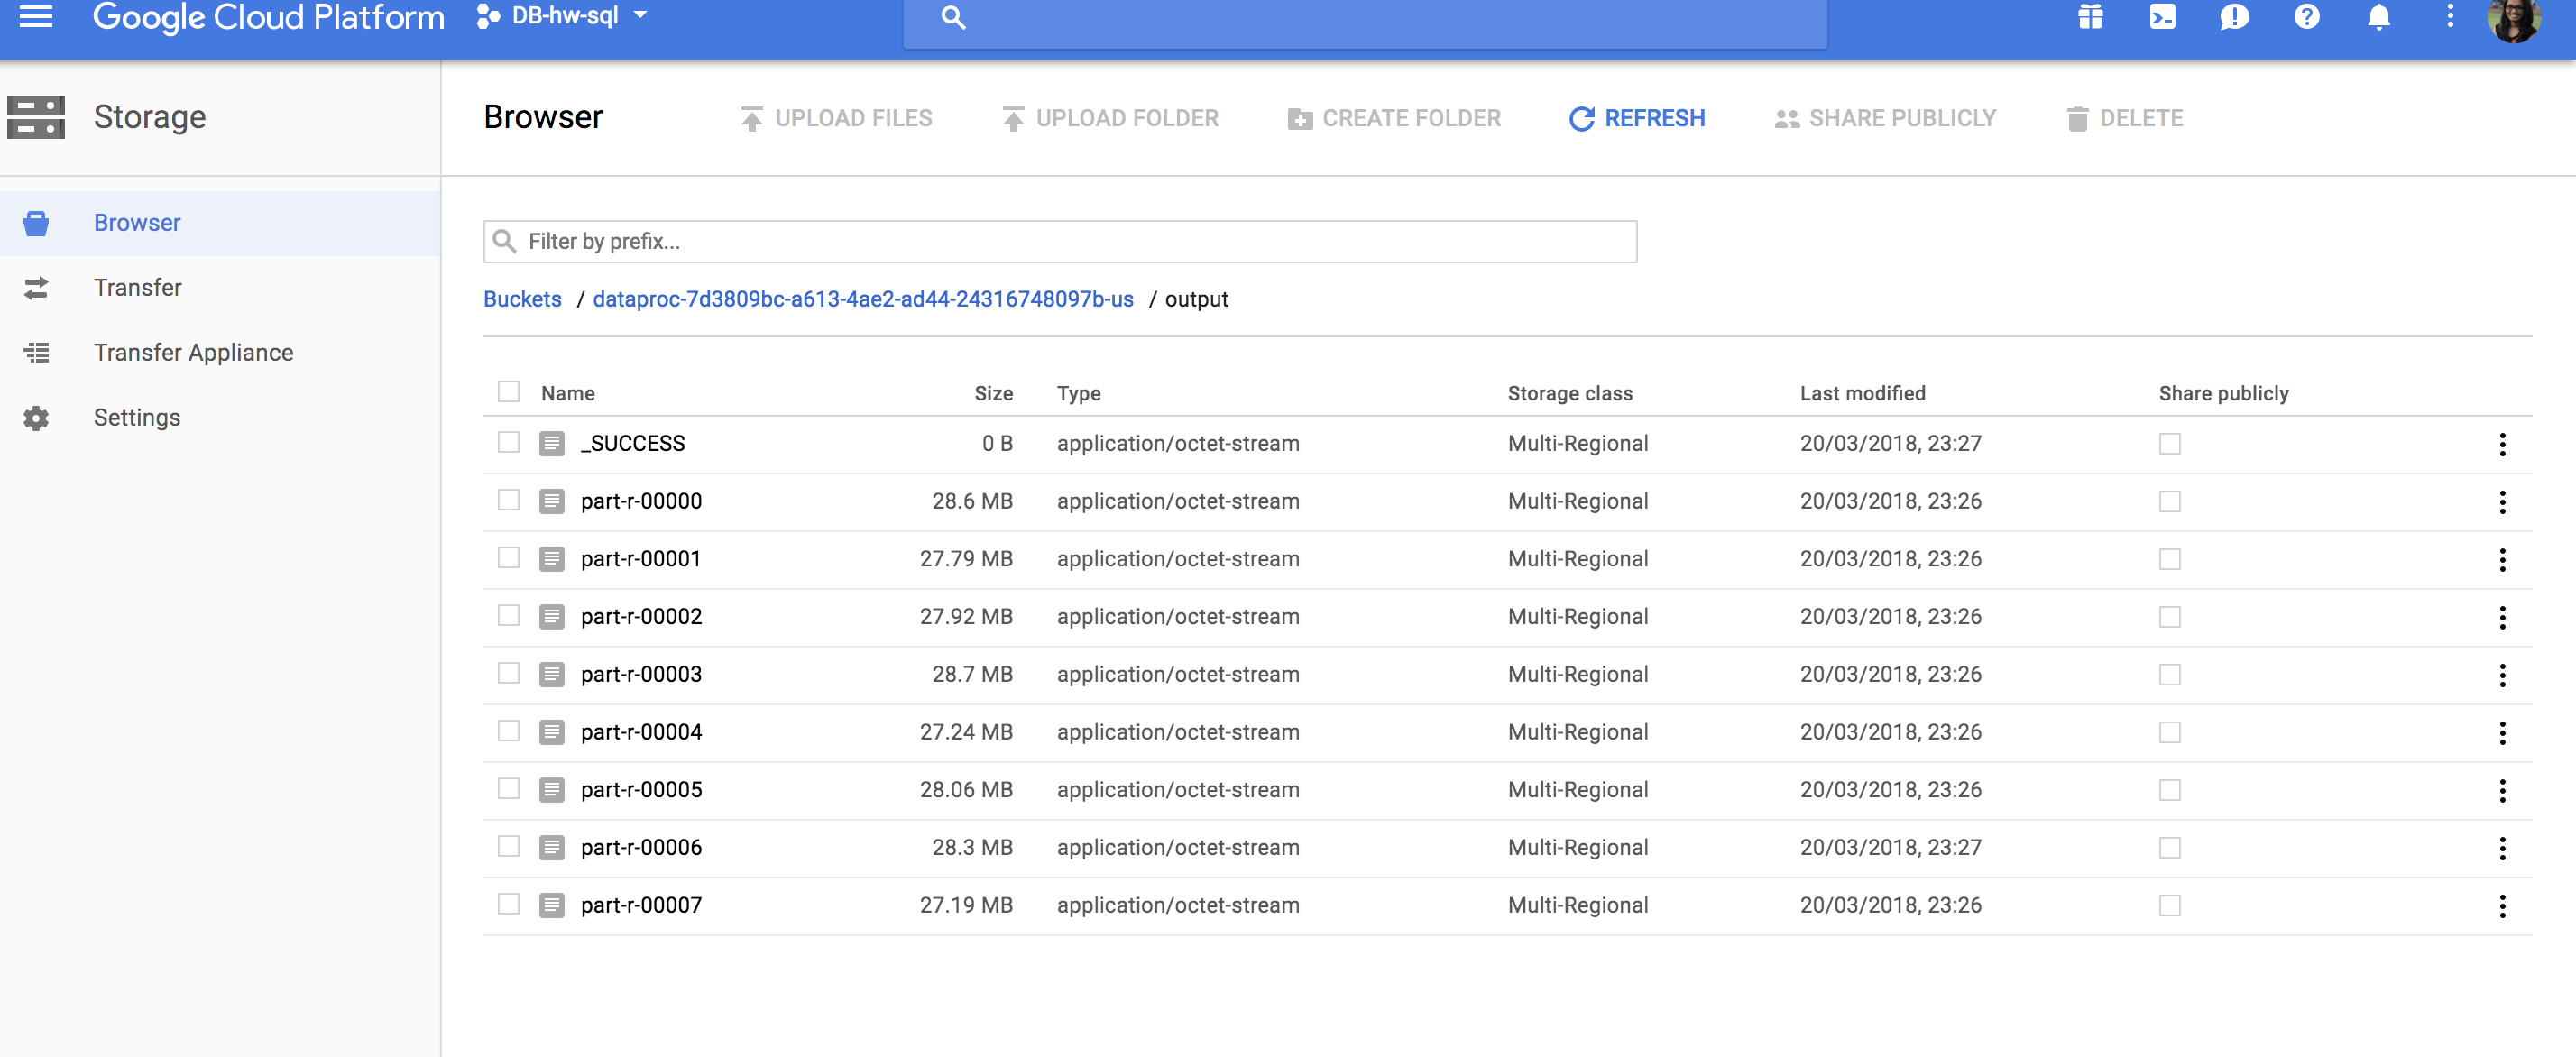 Google Cloud Platform DB-hw-sql
Storage
Browser UPLOAD FILES UPLOAD FOLDER CREATE FOLDER REFRESH SHARE PUBLICLY DELETE
Browser
Transfer
Transfer Appliance
Settings
Filter by prefix...
Buckets / dataproc-7d3809bc-a613-4ae2-ad44-24316748097b-us / output
Name Size Type Storage class Last modified Share publicly
_SUCCESS 0 B application/octet-stream Multi-Regional 20/03/2018, 23:27
part-r-00000 28.6 MB application/octet-stream Multi-Regional 20/03/2018, 23:26
part-r-00001 27.79 MB application/octet-stream Multi-Regional 20/03/2018, 23:26
part-r-00002 27.92 MB application/octet-stream Multi-Regional 20/03/2018, 23:26
part-r-00003 28.7 MB application/octet-stream Multi-Regional 20/03/2018, 23:26
part-r-00004 27.24 MB application/octet-stream Multi-Regional 20/03/2018, 23:26
part-r-00005 28.06 MB application/octet-stream Multi-Regional 20/03/2018, 23:26
part-r-00006 28.3 MB application/octet-stream Multi-Regional 20/03/2018, 23:27
part-r-00007 27.19 MB application/octet-stream Multi-Regional 20/03/2018, 23:26